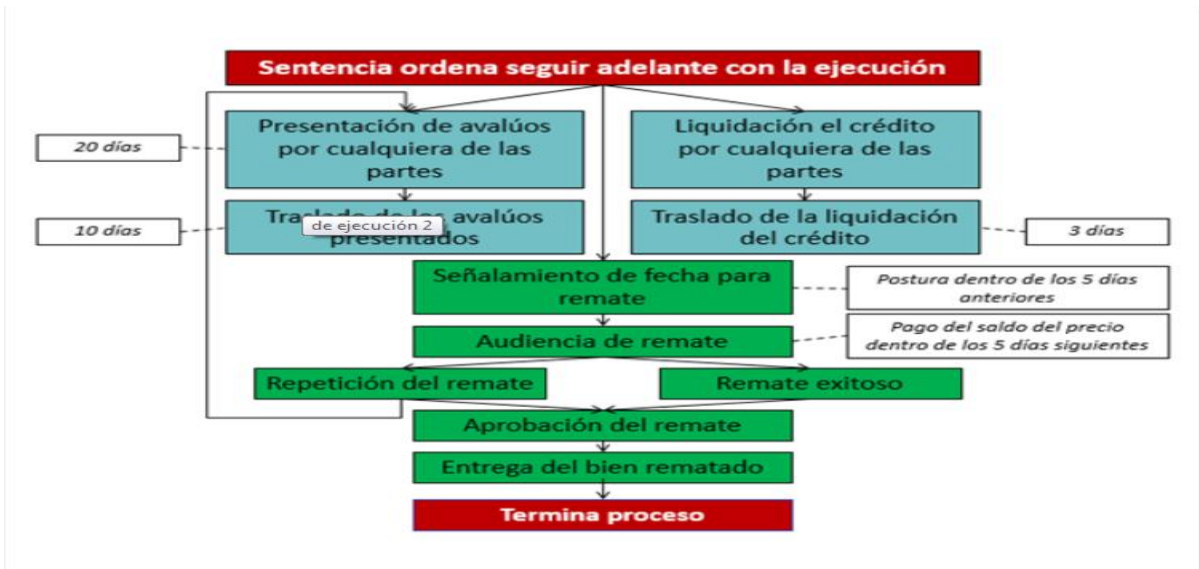 Sentencia ordena seguir adelante con la ejecución
Presentación de avalúos
por cualquiera de las
partes
20 días
Liquidación el crédito
por cualquiera de las
partes
avalúos
presentados
de ejecución 2
10 días
Traslado de la liquidación
del crédito
3 días
Señalamiento de fecha para
remate
Postura dentro de los 5 días
anteriores
Audiencia de remate
Pago del saldo del precio
dentro de los 5 días siguientes
Repetición del remate
Remate exitoso
Aprobación del remate
Entrega del bien rematado
Termina proceso